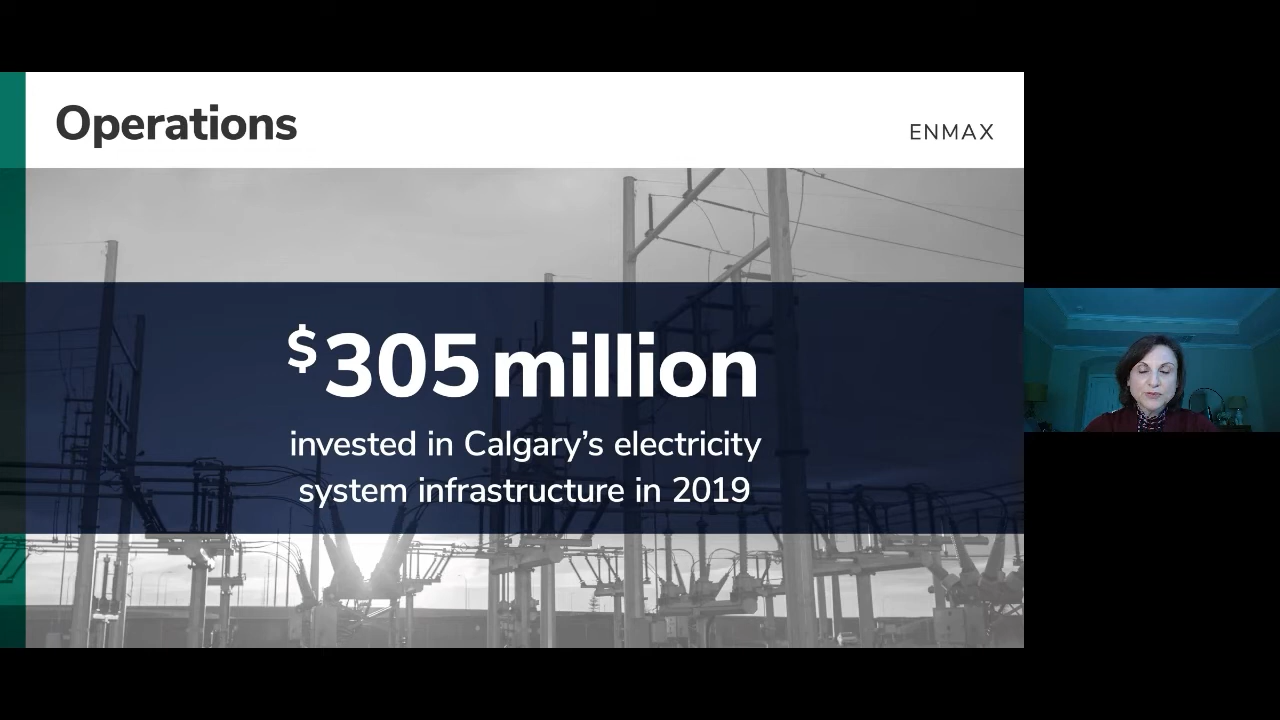 Operations
ENMAX
$305 million
invested in Calgary’s electricity
system infrastructure in 2019